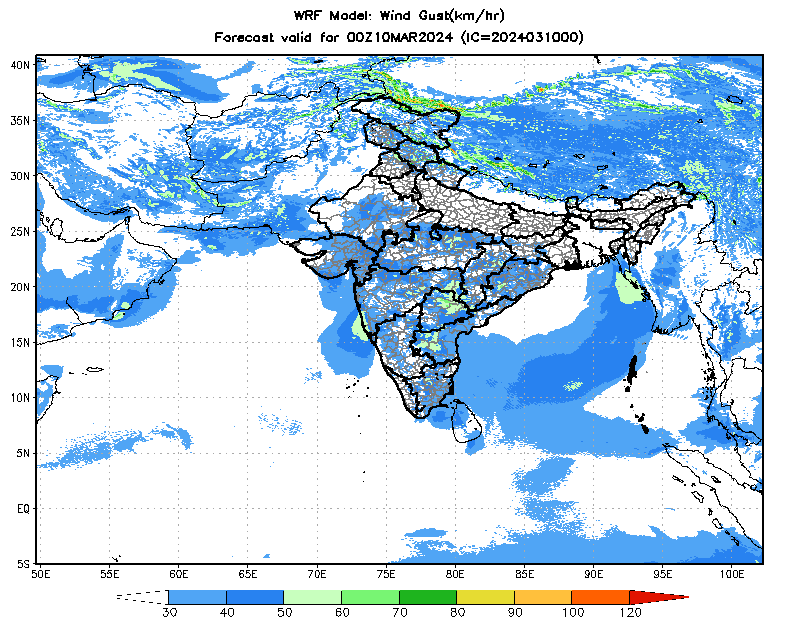 WRF Model: Wind Gust(km/hr)
Forecast valid for 00Z10MAR2024 (IC=2024031000)
40N
35N
30N
25N
20N
15N
10N
5N
EQ
5S
50E 55E 60E 65E 70E 75E 80E 85E 90E 95E 100E
30 40 50 60 70 80 90 100 120